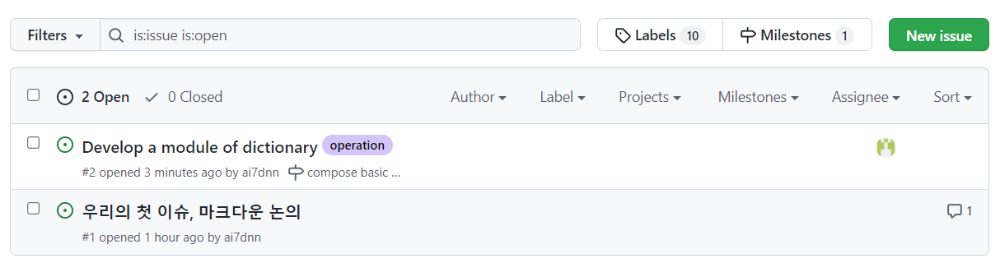 Filters is:issue is:open Labels 10 Milestones 1 New issue
2 Open 0 Closed Author Label Projects Milestones Assignee Sort
Develop a module of dictionary operation
#2 opened 3 minutes ago by ai7dnn compose basic ...
우리의 첫 이슈, 마크다운 논의 1
#1 opened 1 hour ago by ai7dnn